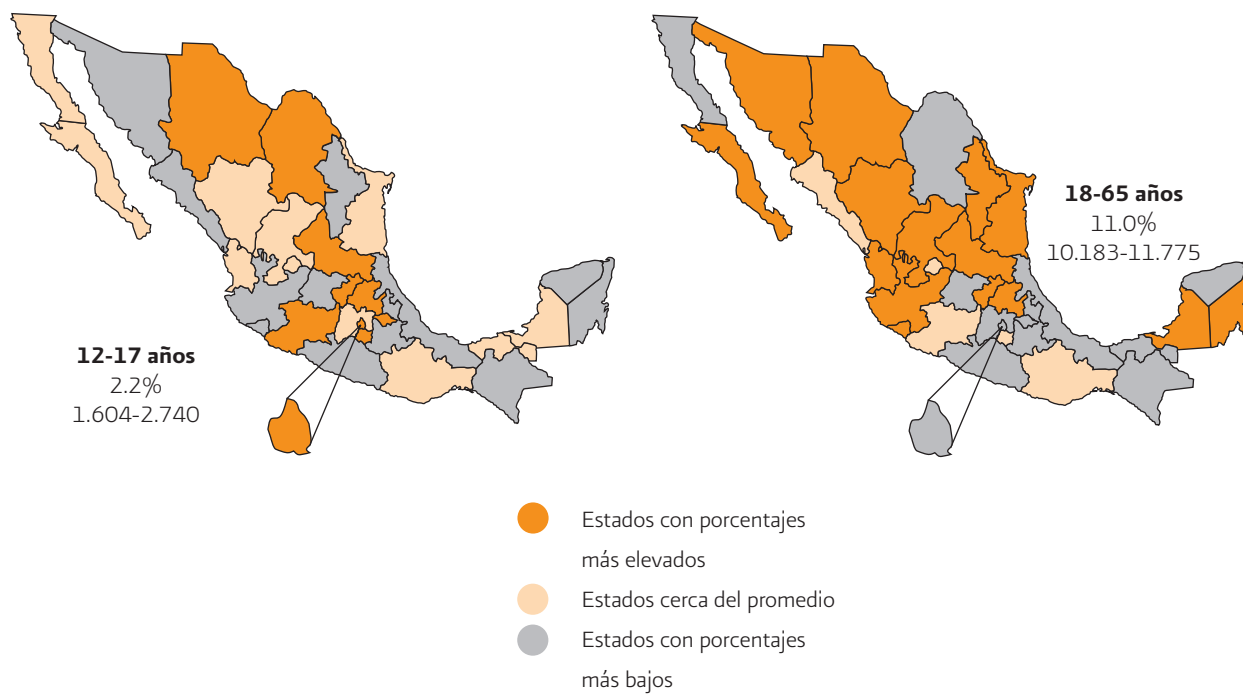 12-17 años
2.2%
1.604-2.740
18-65 años
11.0%
10.183-11.775
Estados con porcentajes
más elevados
Estados cerca del promedio
Estados con porcentajes
más bajos